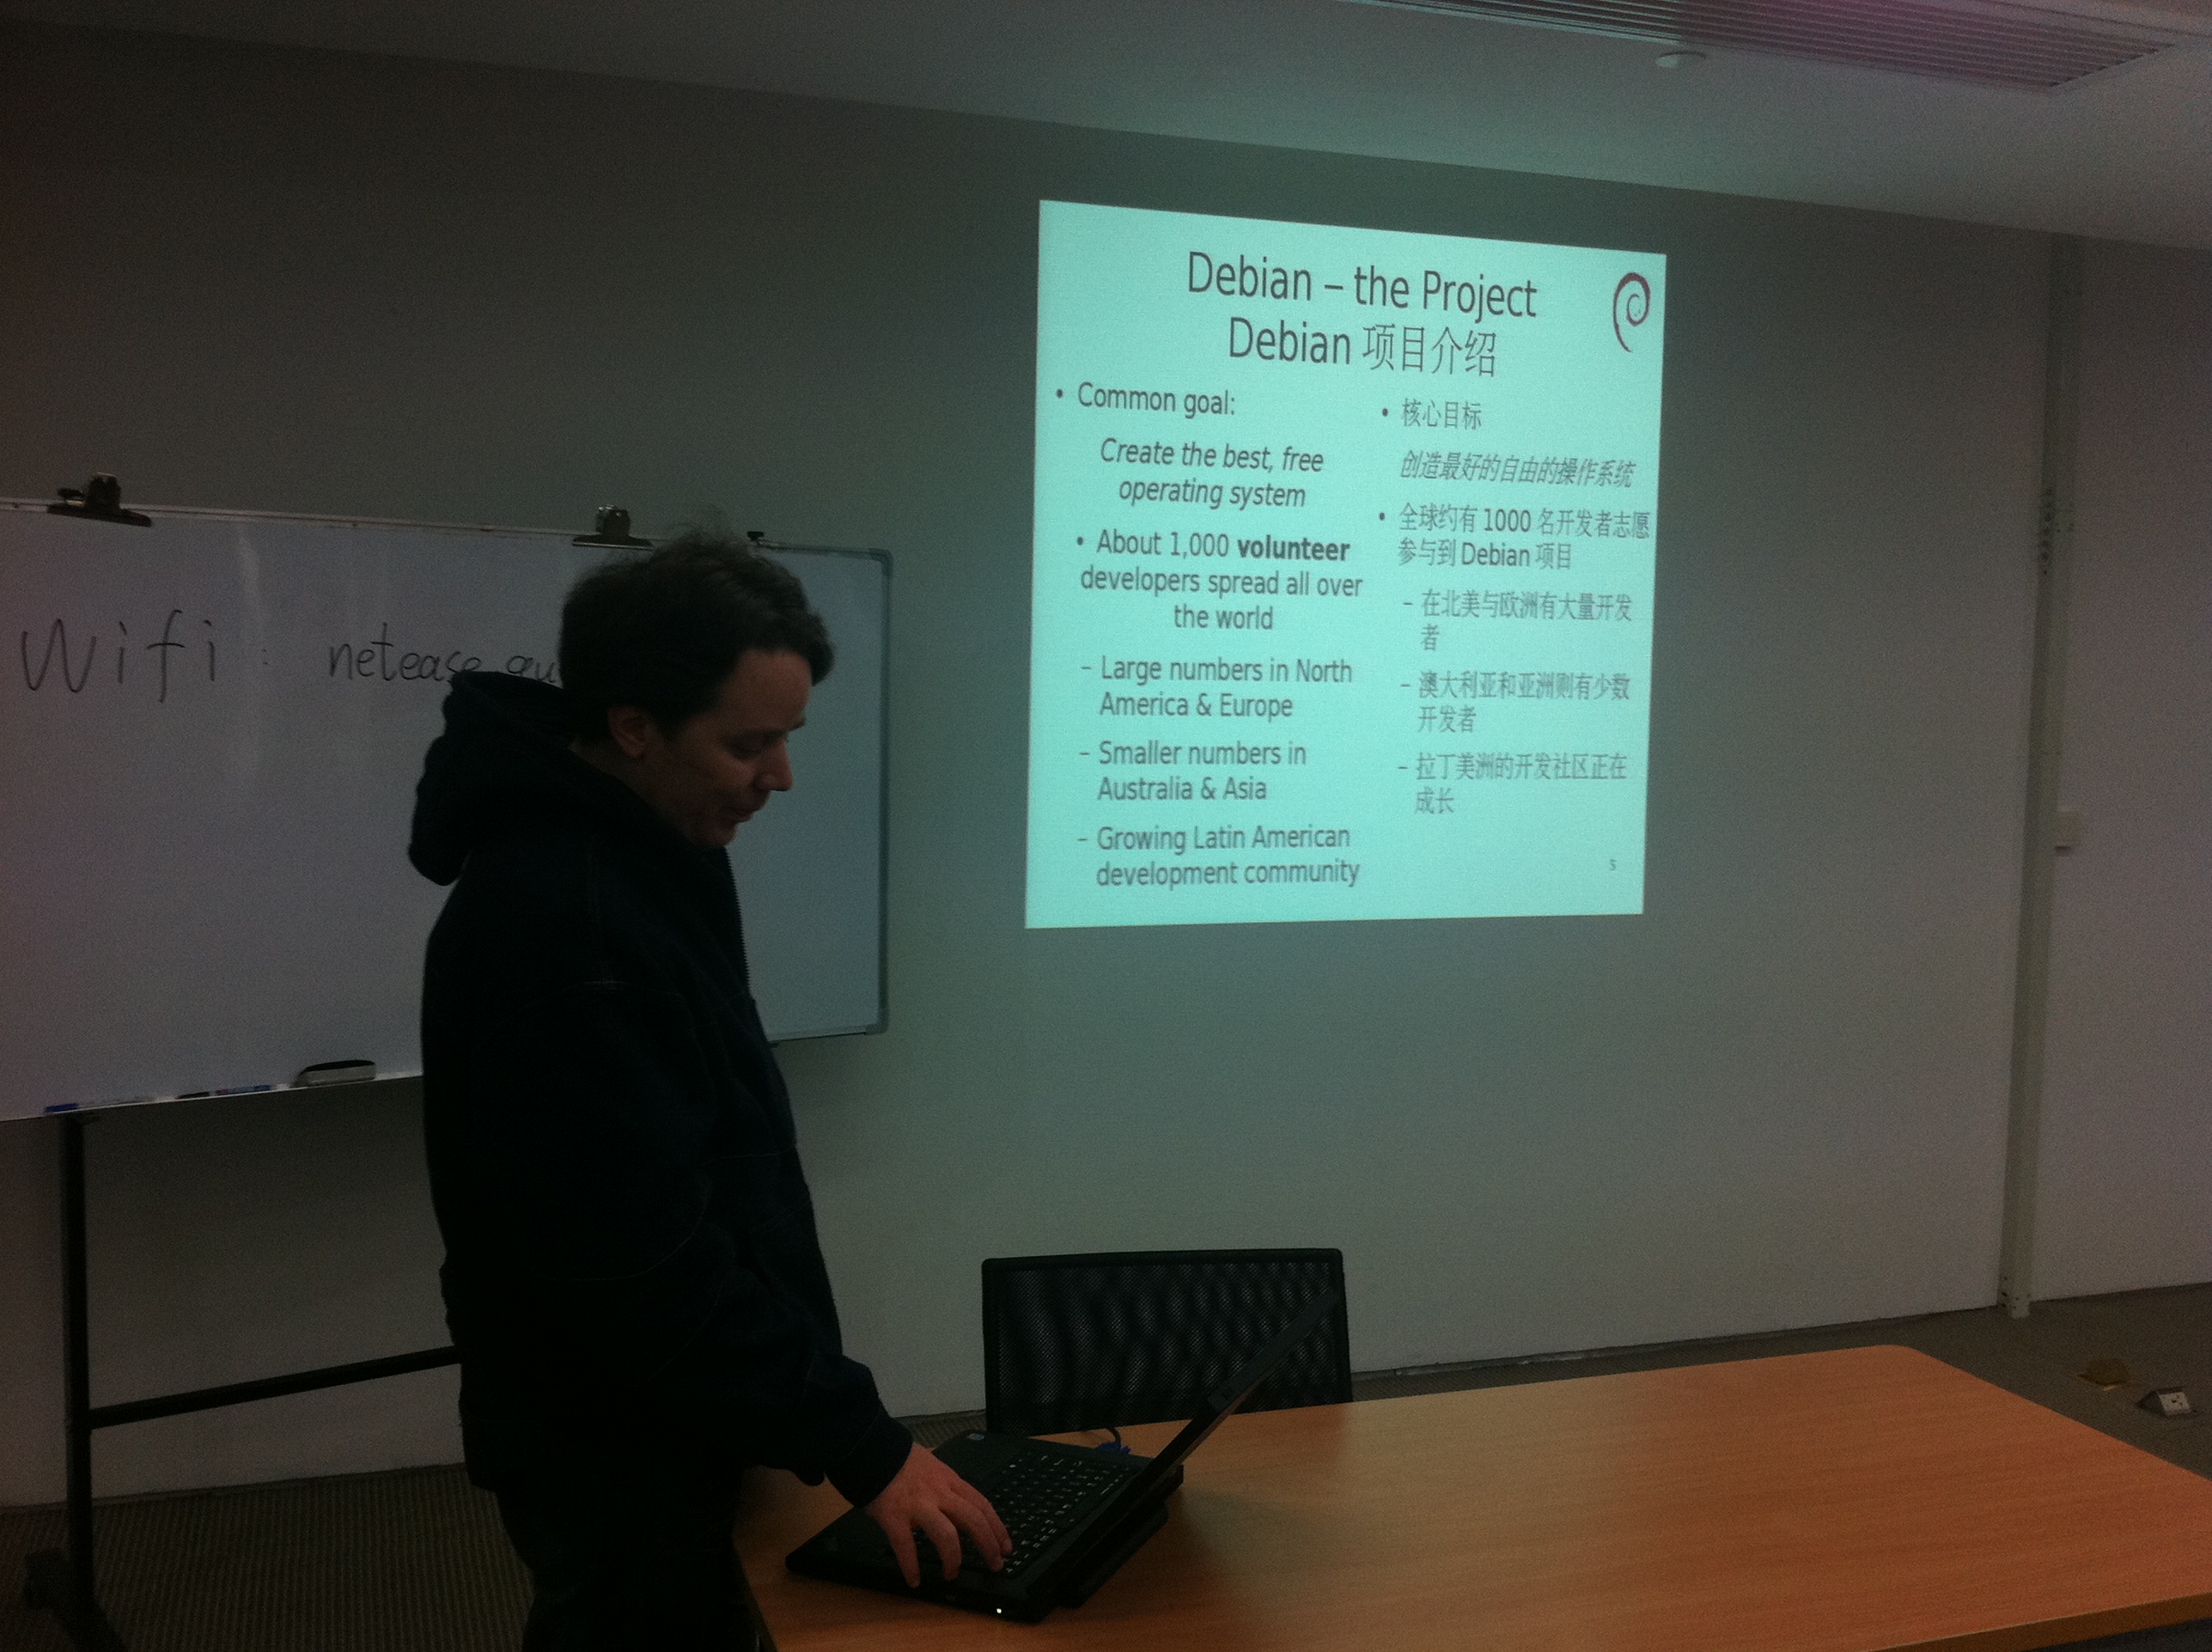 Wifi : netease
Debian – the Project
Debian 项目介绍
• Common goal:
Create the best, free
operating system
• About 1,000 volunteer
developers spread all over
the world
– Large numbers in North
America & Europe
– Smaller numbers in
Australia & Asia
– Growing Latin American
development community
• 核心目标
创造最好的自由的操作系统
• 全球约有 1000 名开发者志愿
参与到 Debian 项目
– 在北美与欧洲有大量开发
者
– 澳大利亚和亚洲则有少数
开发者
– 拉丁美洲的开发社区正在
成长
5